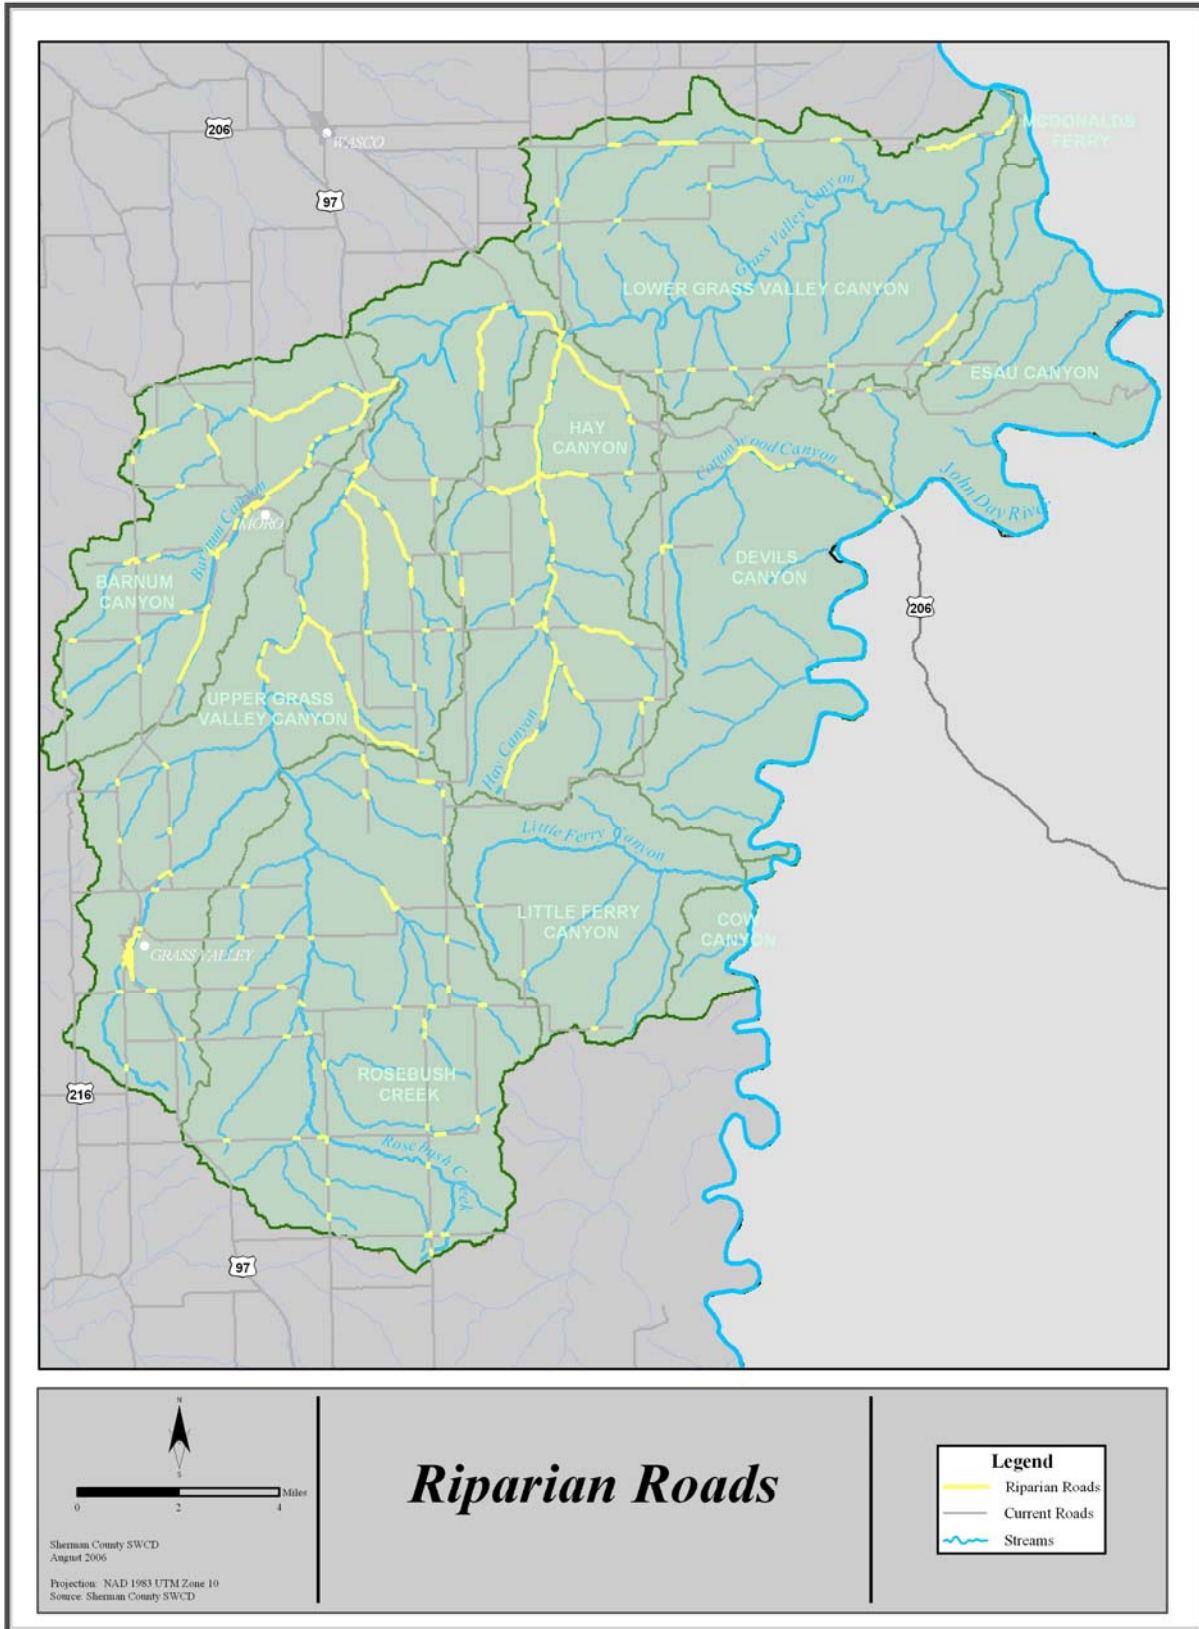 206
WASCO
97
MCDONALDS
FERRY
Grass Valley Canyon
LOWER GRASS VALLEY CANYON
ESAU CANYON
HAY
CANYON
Cottonwood Canyon
John Day River
Barnum Canyon
MORO
BARNUM
CANYON
DEVILS
CANYON
206
UPPER GRASS
VALLEY CANYON
Hay Canyon
Little Ferry Canyon
LITTLE FERRY
CANYON
COW
CANYON
GRASS VALLEY
ROSEBUSH
CREEK
216
Rosebush Creek
97
N
S
0 2 4 Miles
Sherman County SWCD
August 2006
Projection: NAD 1983 UTM Zone 10
Source: Sherman County SWCD
Riparian Roads
Legend
Riparian Roads
Current Roads
Streams